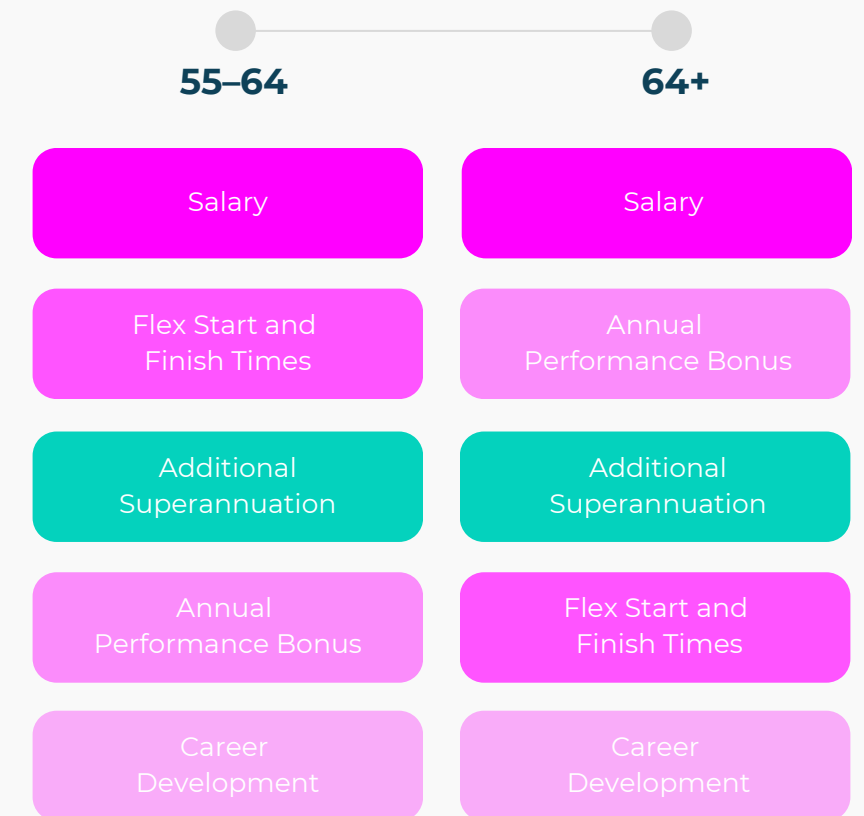 55–64
64+
Salary
Salary
Flex Start and
Finish Times
Annual
Performance Bonus
Additional
Superannuation
Additional
Superannuation
Annual
Performance Bonus
Flex Start and
Finish Times
Career
Development
Career
Development